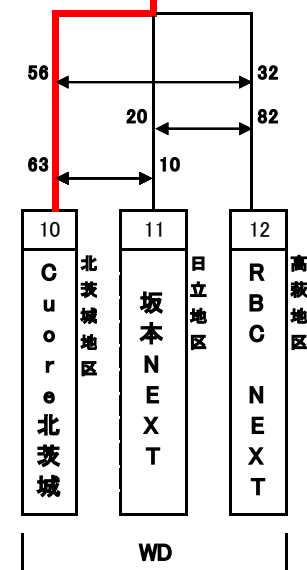 56 32
20 82
63 10
10 11 12
Cuore北茨城
北茨城地区
坂本NEXT
日立地区
RBC NEXT
高萩地区
WD